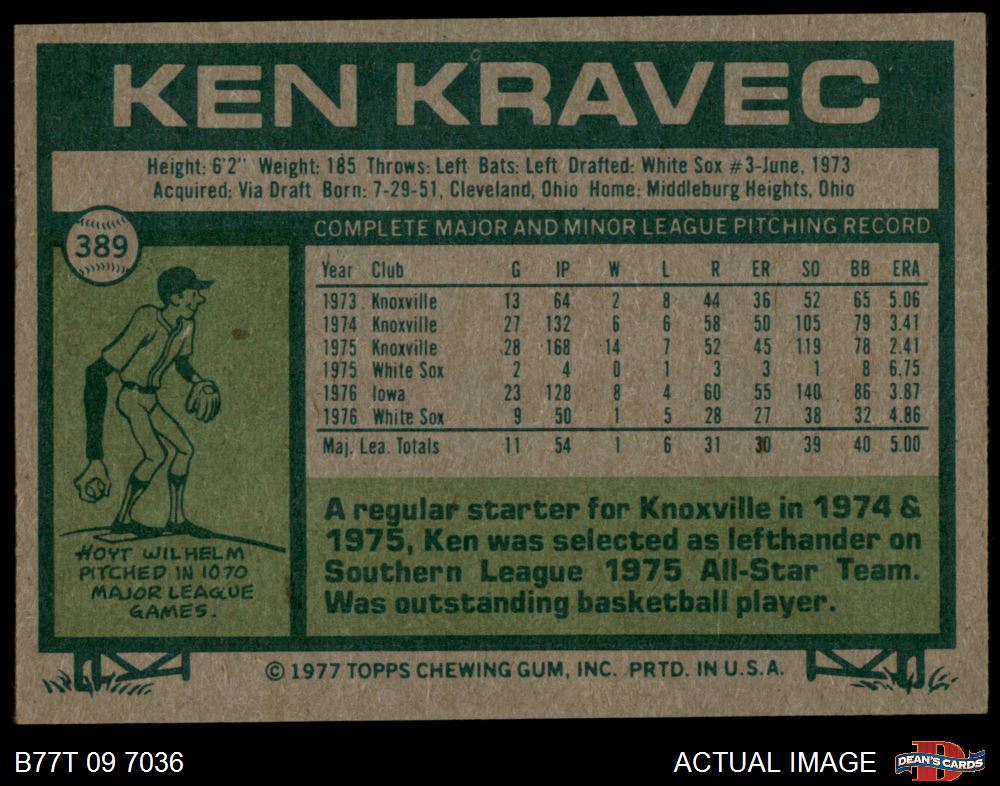 KEN KRAVEC
Height: 6'2" Weight: 185 Throws: Left Bats: Left Drafted: White Sox #3-June, 1973
Acquired: Via Draft Born: 7-29-51, Cleveland, Ohio Home: Middleburg Heights, Ohio
389
COMPLETE MAJOR AND MINOR LEAGUE PITCHING RECORD
Year Club G IP W L R ER SO BB ERA
1973 Knoxville 13 64 2 8 44 36 52 65 5.06
1974 Knoxville 27 132 6 6 58 50 105 79 3.41
1975 Knoxville 28 168 14 7 52 45 119 78 2.41
1975 White Sox 2 4 0 1 3 3 1 8 6.75
1976 Iowa 23 128 8 4 60 55 140 86 3.87
1976 White Sox 9 50 1 5 28 27 38 32 4.86
Maj. Lea. Totals 11 54 1 6 31 30 39 40 5.00
HOYT WILHELM
PITCHED IN 1070
MAJOR LEAGUE
GAMES.
A regular starter for Knoxville in 1974 &
1975, Ken was selected as lefthander on
Southern League 1975 All-Star Team.
Was outstanding basketball player.
© 1977 TOPPS CHEWING GUM, INC. PRTD. IN U.S.A.
B77T 09 7036
ACTUAL IMAGE
DEAN'S CARDS